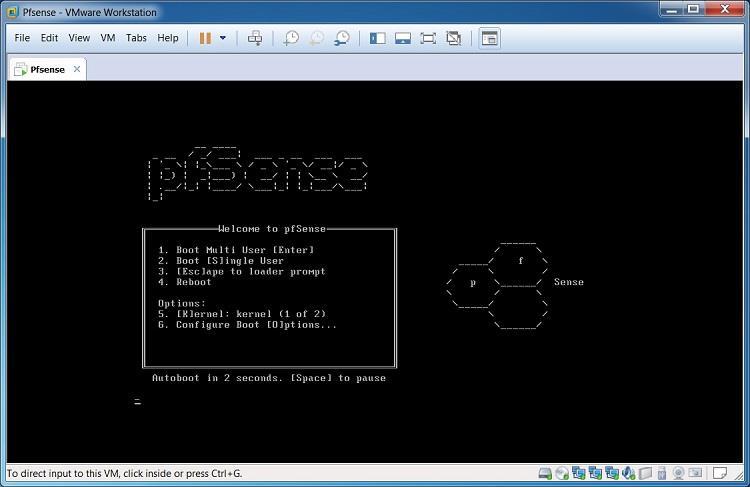 Pfsense - VMware Workstation
File Edit View VM Tabs Help
Pfsense
pfSense
Welcome to pfSense
1. Boot Multi User [Enter]
2. Boot [S]ingle User
3. [Esc]ape to loader prompt
4. Reboot
Options:
5. [K]ernel: kernel (1 of 2)
6. Configure Boot [O]ptions...
f
p Sense
Autoboot in 2 seconds. [Space] to pause
To direct input to this VM, click inside or press Ctrl+G.